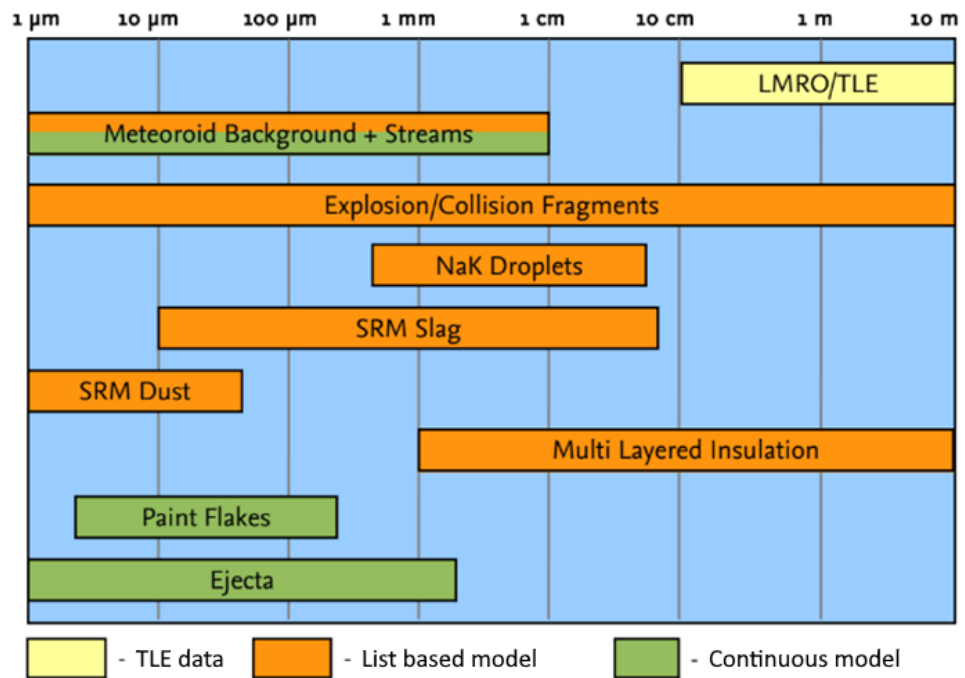 1 µm 10 µm 100 µm 1 mm 1 cm 10 cm 1 m 10 m
LMRO/TLE
Meteoroid Background + Streams
Explosion/Collision Fragments
NaK Droplets
SRM Slag
SRM Dust
Multi Layered Insulation
Paint Flakes
Ejecta
- TLE data - List based model - Continuous model